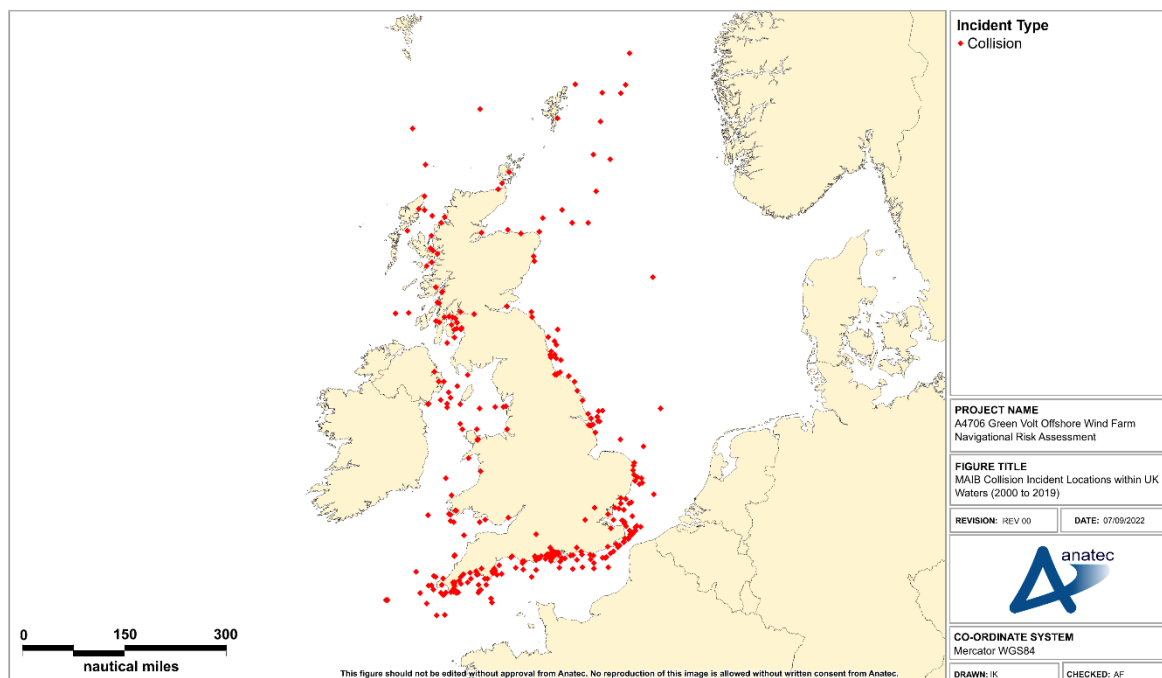 Incident Type
Collision
PROJECT NAME
A4706 Green Volt Offshore Wind Farm
Navigational Risk Assessment
FIGURE TITLE
MAIB Collision Incident Locations within UK
Waters (2000 to 2019)
REVISION: REV 00
DATE: 07/09/2022
anatec
CO-ORDINATE SYSTEM
Mercator WGS84
DRAWN: IK
CHECKED: AF
0 150 300
nautical miles
This figure should not be edited without approval from Anatec. No reproduction of this image is allowed without written consent from Anatec.